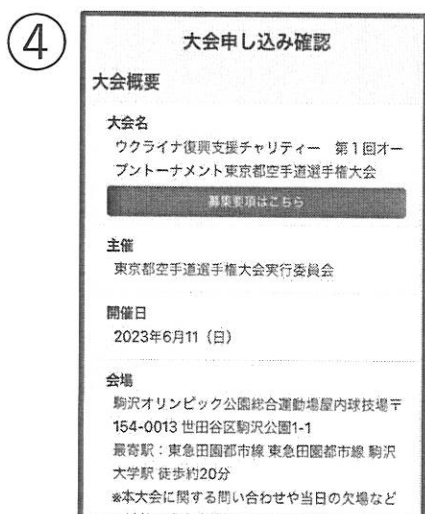 ④
大会申し込み確認
大会概要
大会名
ウクライナ復興支援チャリティー 第1回オー
プントーナメント東京都空手道選手権大会
募集要項はこちら
主催
東京都空手道選手権大会実行委員会
開催日
2023年6月11（日）
会場
駒沢オリンピック公園総合運動場屋内球技場〒
154-0013 世田谷区駒沢公園1-1
最寄駅：東急田園都市線 東急田園都市線 駒沢
大学駅 徒歩約20分
※本大会に関する問い合わせや当日の欠場など